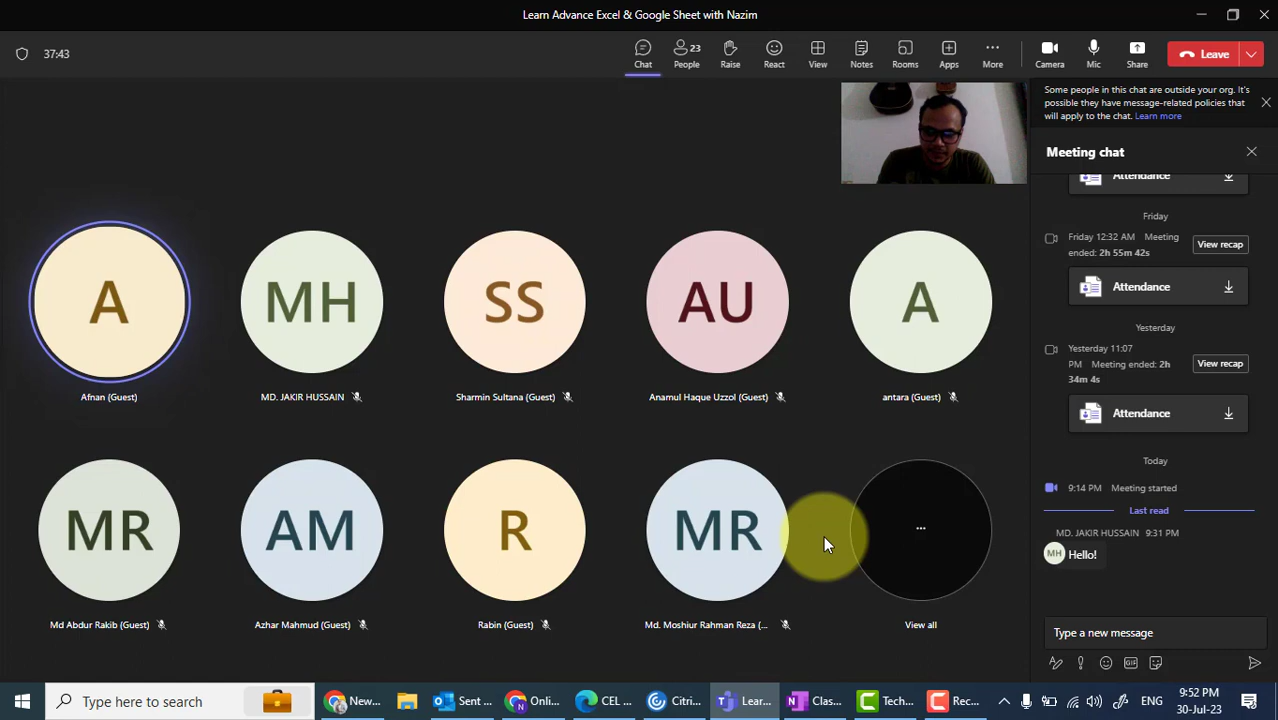 Learn Advance Excel & Google Sheet with Nazim
37:43
Chat
23
People
Raise
React
View
Notes
Rooms
Apps
More
Camera
Mic
Share
Leave
Some people in this chat are outside your org. It's
possible they have message-related policies that
will apply to the chat. Learn more
Meeting chat
Attendance
Friday
Friday 12:32 AM Meeting
ended: 2h 55m 42s
View recap
Attendance
Yesterday
Yesterday 11:07
PM Meeting ended: 2h
34m 4s
View recap
Attendance
Today
9:14 PM Meeting started
Last read
MD. JAKIR HUSSAIN 9:31 PM
MH Hello!
Type a new message
GIF
A
MH
SS
AU
A
Afnan (Guest)
MD. JAKIR HUSSAIN
Sharmin Sultana (Guest)
Anamul Haque Uzzol (Guest)
antara (Guest)
MR
AM
R
MR
...
Md Abdur Rakib (Guest)
Azhar Mahmud (Guest)
Rabin (Guest)
Md. Moshiur Rahman Reza (...
View all
Type here to search
New...
Sent ...
Onli...
CEL ...
Citri...
Lear...
Clas...
Tech...
Rec...
ENG
9:52 PM
30-Jul-23